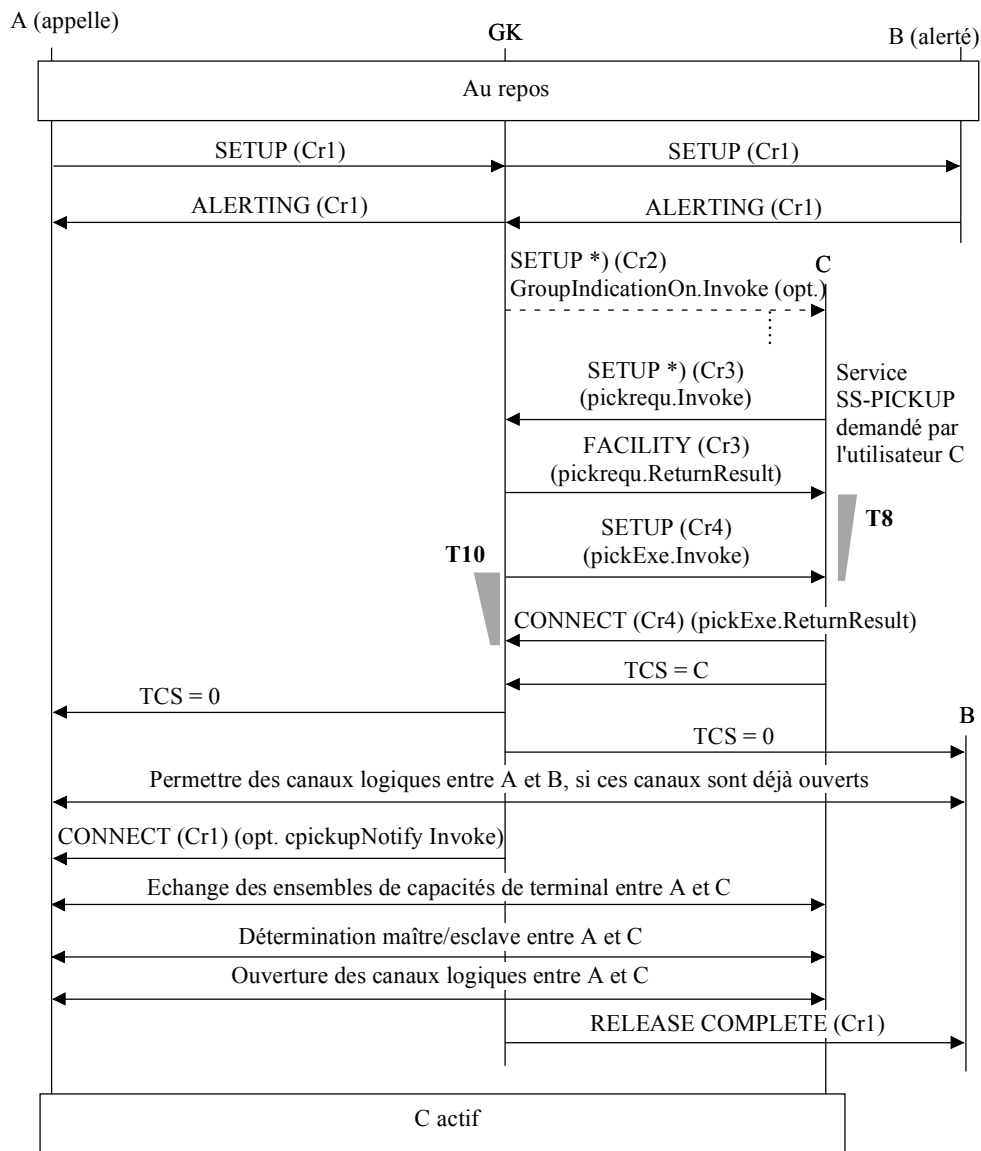 A (appelle)
GK
B (alerté)
Au repos
SETUP (Cr1)
SETUP (Cr1)
ALERTING (Cr1)
ALERTING (Cr1)
SETUP *) (Cr2)
C
GroupIndicationOn.Invoke (opt.)
SETUP *) (Cr3)
(pickrequ.Invoke)
Service
SS-PICKUP
demandé par
l'utilisateur C
FACILITY (Cr3)
(pickrequ.ReturnResult)
T8
SETUP (Cr4)
(pickExe.Invoke)
T10
CONNECT (Cr4) (pickExe.ReturnResult)
TCS = C
TCS = 0
B
TCS = 0
Permettre des canaux logiques entre A et B, si ces canaux sont déjà ouverts
CONNECT (Cr1) (opt. cpickupNotify Invoke)
Echange des ensembles de capacités de terminal entre A et C
Détermination maître/esclave entre A et C
Ouverture des canaux logiques entre A et C
RELEASE COMPLETE (Cr1)
C actif